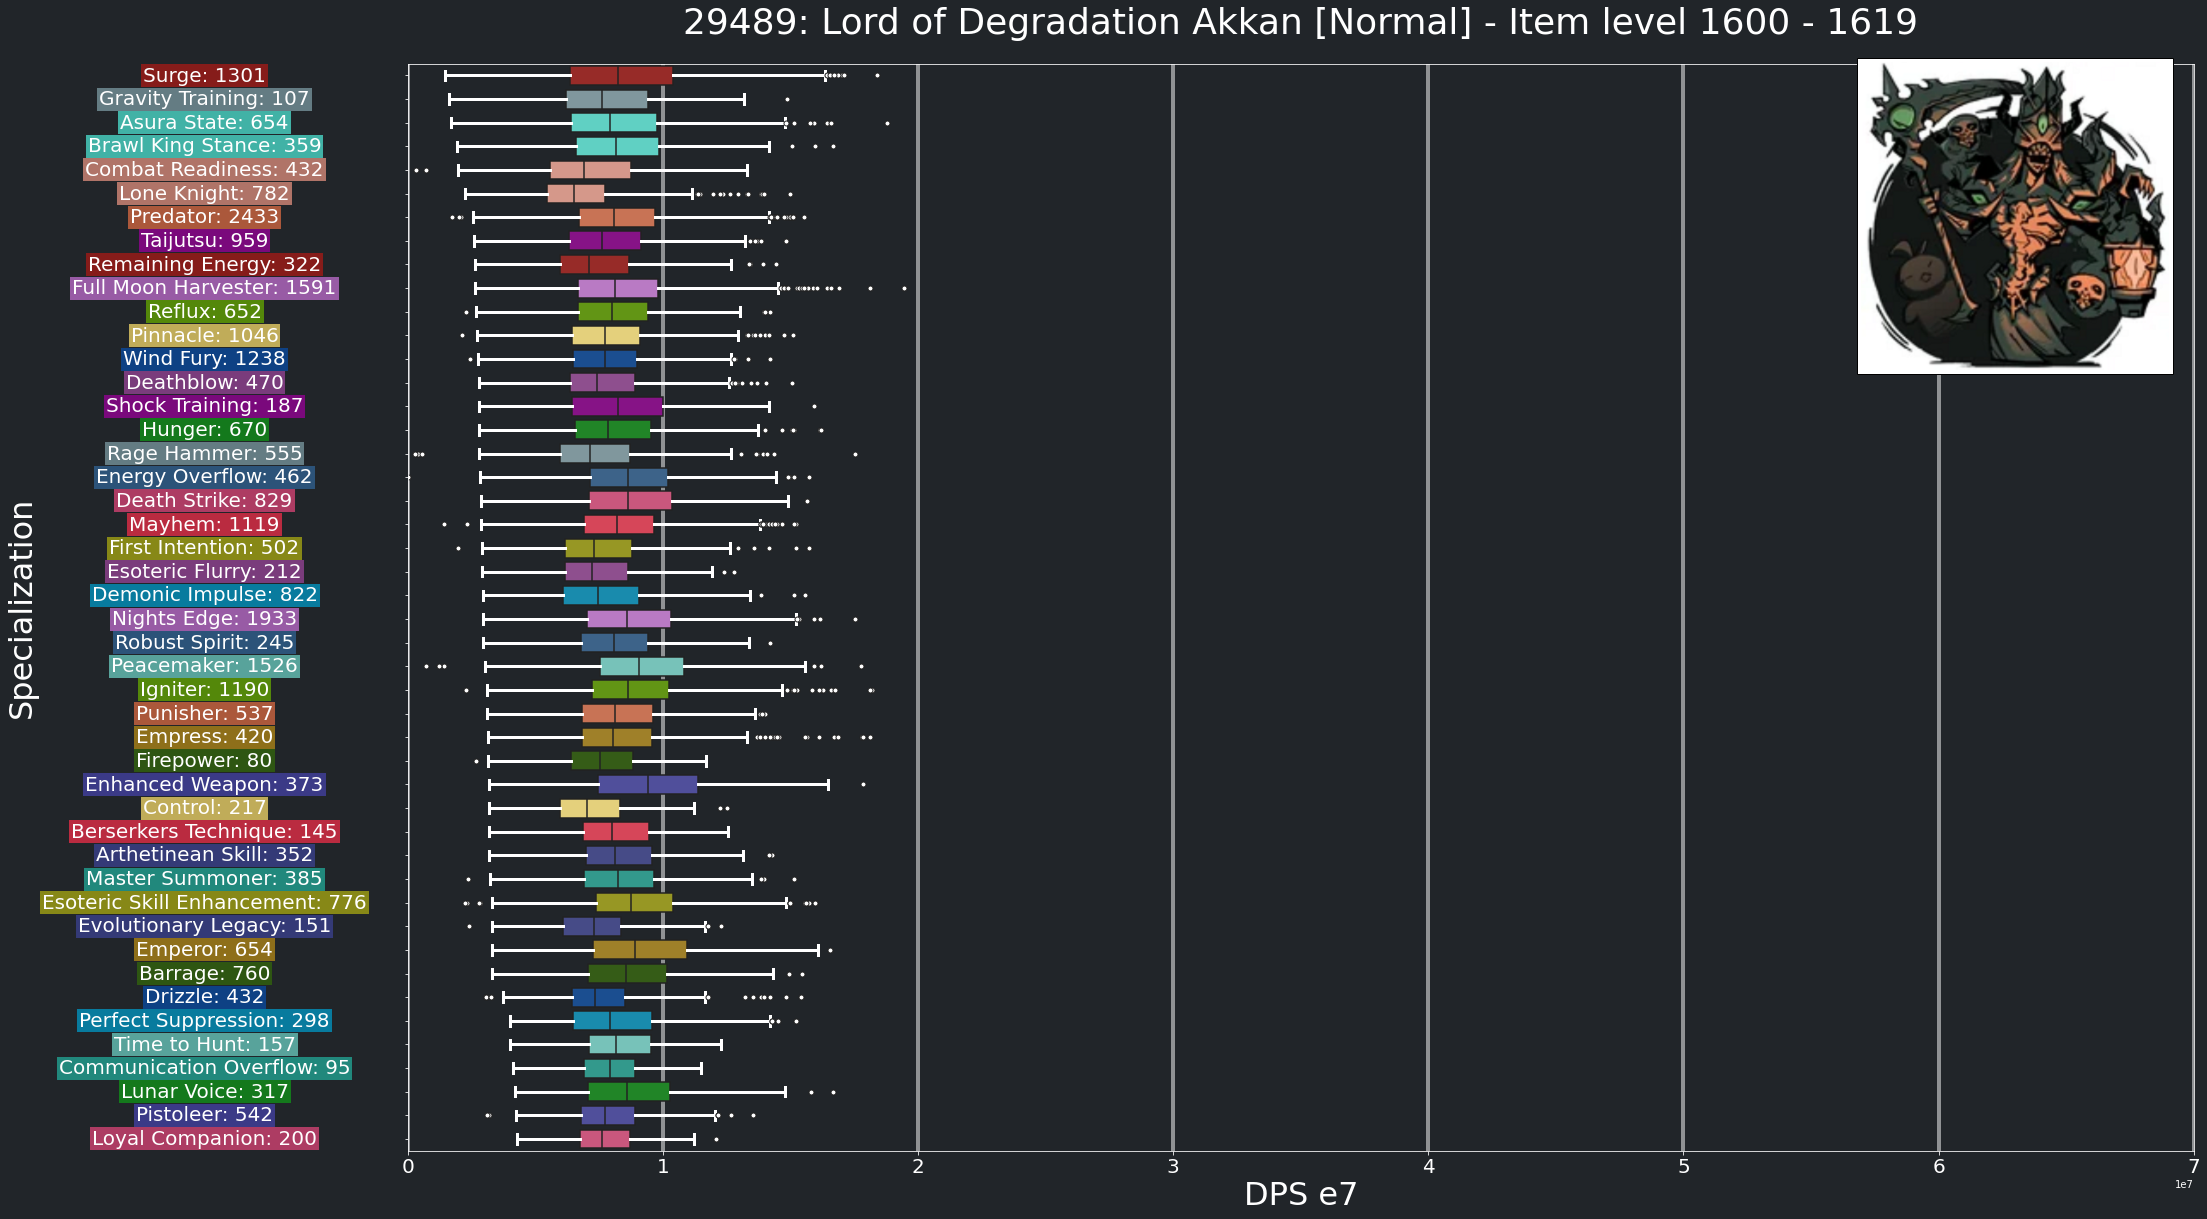 29489: Lord of Degradation Akkan [Normal] - Item level 1600 - 1619
Specialization
Surge: 1301
Gravity Training: 107
Asura State: 654
Brawl King Stance: 359
Combat Readiness: 432
Lone Knight: 782
Predator: 2433
Taijutsu: 959
Remaining Energy: 322
Full Moon Harvester: 1591
Reflux: 652
Pinnacle: 1046
Wind Fury: 1238
Deathblow: 470
Shock Training: 187
Hunger: 670
Rage Hammer: 555
Energy Overflow: 462
Death Strike: 829
Mayhem: 1119
First Intention: 502
Esoteric Flurry: 212
Demonic Impulse: 822
Nights Edge: 1933
Robust Spirit: 245
Peacemaker: 1526
Igniter: 1190
Punisher: 537
Empress: 420
Firepower: 80
Enhanced Weapon: 373
Control: 217
Berserkers Technique: 145
Arthetinean Skill: 352
Master Summoner: 385
Esoteric Skill Enhancement: 776
Evolutionary Legacy: 151
Emperor: 654
Barrage: 760
Drizzle: 432
Perfect Suppression: 298
Time to Hunt: 157
Communication Overflow: 95
Lunar Voice: 317
Pistoleer: 542
Loyal Companion: 200
0 1 2 3 4 5 6 7
DPS e7
1e7